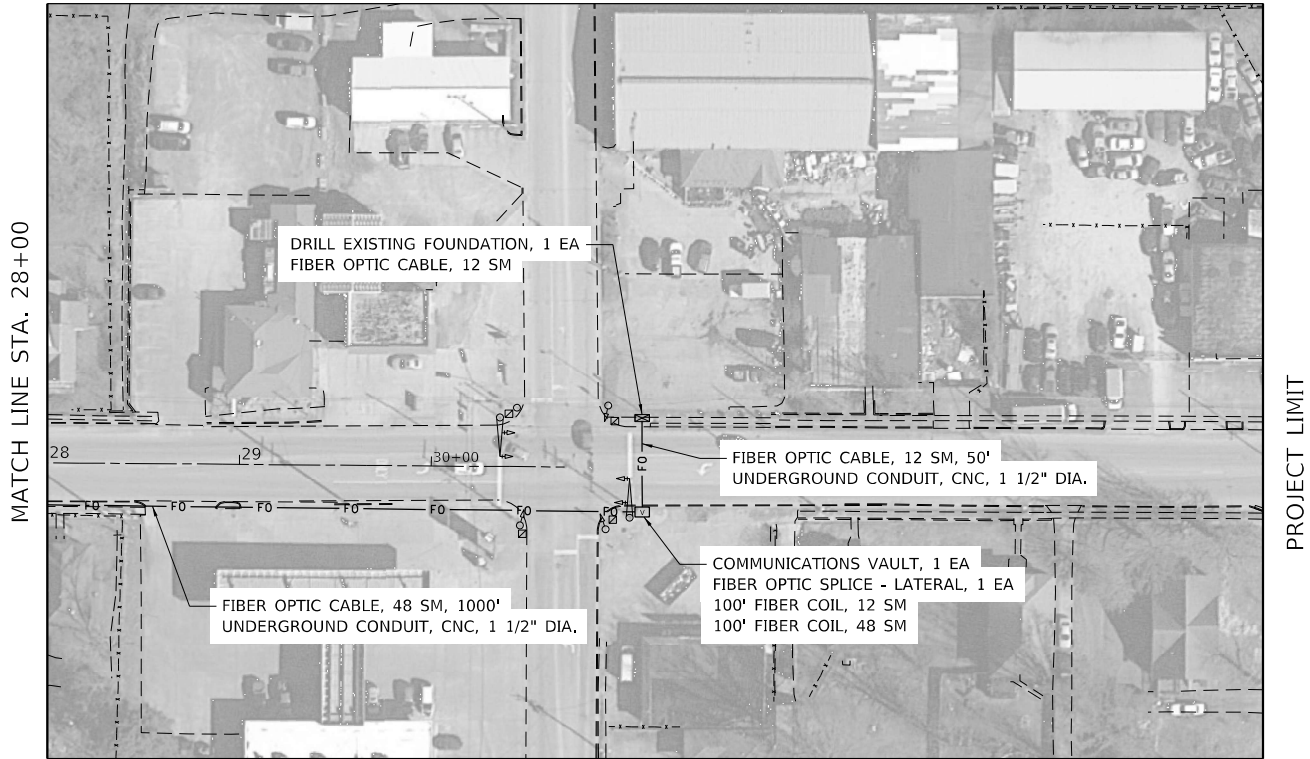 MATCH LINE STA. 28+00
DRILL EXISTING FOUNDATION, 1 EA
FIBER OPTIC CABLE, 12 SM
28
29
30+00
FO
FIBER OPTIC CABLE, 12 SM, 50'
UNDERGROUND CONDUIT, CNC, 1 1/2" DIA.
FO
FO
FO
FO
FO
FO
V
COMMUNICATIONS VAULT, 1 EA
FIBER OPTIC SPLICE - LATERAL, 1 EA
100' FIBER COIL, 12 SM
100' FIBER COIL, 48 SM
FIBER OPTIC CABLE, 48 SM, 1000'
UNDERGROUND CONDUIT, CNC, 1 1/2" DIA.
PROJECT LIMIT